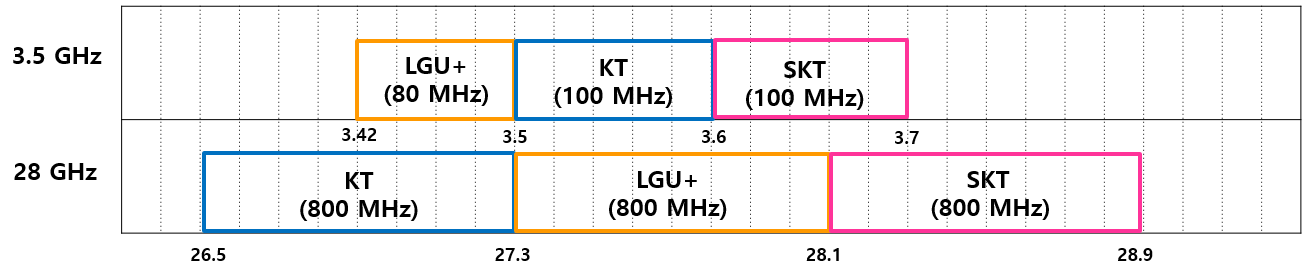 3.5 GHz
LGU+
(80 MHz)
KT
(100 MHz)
SKT
(100 MHz)
3.42
3.5
3.6
3.7
28 GHz
KT
(800 MHz)
LGU+
(800 MHz)
SKT
(800 MHz)
26.5
27.3
28.1
28.9